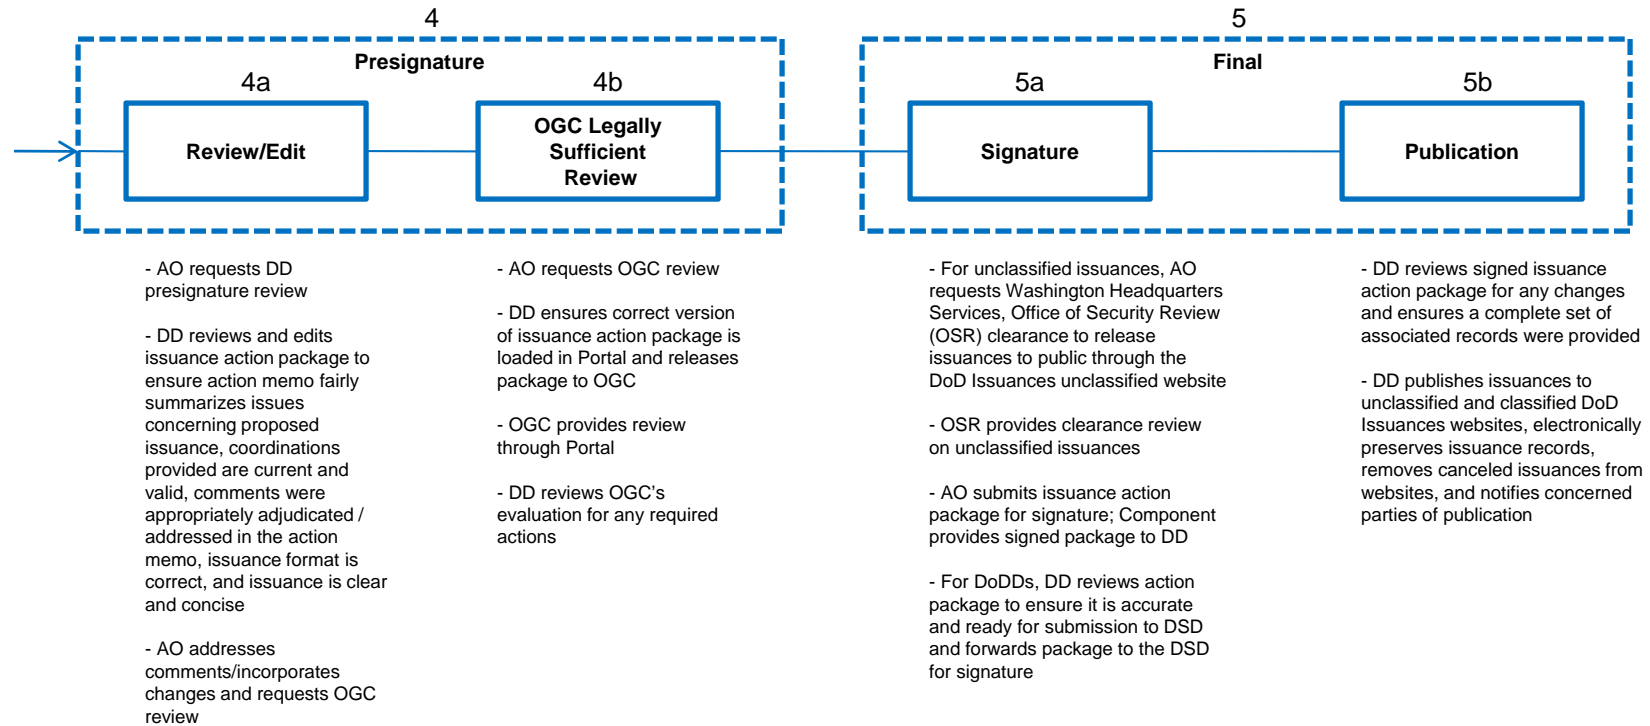 4
Presignature
4a
Review/Edit
4b
OGC Legally
Sufficient
Review
5
Final
5a
Signature
5b
Publication
- AO requests DD
presignature review
- DD reviews and edits
issuance action package to
ensure action memo fairly
summarizes issues
concerning proposed
issuance, coordinations
provided are current and
valid, comments were
appropriately adjudicated /
addressed in the action
memo, issuance format is
correct, and issuance is clear
and concise
- AO addresses
comments/incorporates
changes and requests OGC
review
- AO requests OGC review
- DD ensures correct version
of issuance action package is
loaded in Portal and releases
package to OGC
- OGC provides review
through Portal
- DD reviews OGC's
evaluation for any required
actions
- For unclassified issuances, AO
requests Washington Headquarters
Services, Office of Security Review
(OSR) clearance to release
issuances to public through the
DoD Issuances unclassified website
- OSR provides clearance review
on unclassified issuances
- AO submits issuance action
package for signature; Component
provides signed package to DD
- For DoDDs, DD reviews action
package to ensure it is accurate
and ready for submission to DSD
and forwards package to the DSD
for signature
- DD reviews signed issuance
action package for any changes
and ensures a complete set of
associated records were provided
- DD publishes issuances to
unclassified and classified DoD
Issuances websites, electronically
preserves issuance records,
removes canceled issuances from
websites, and notifies concerned
parties of publication